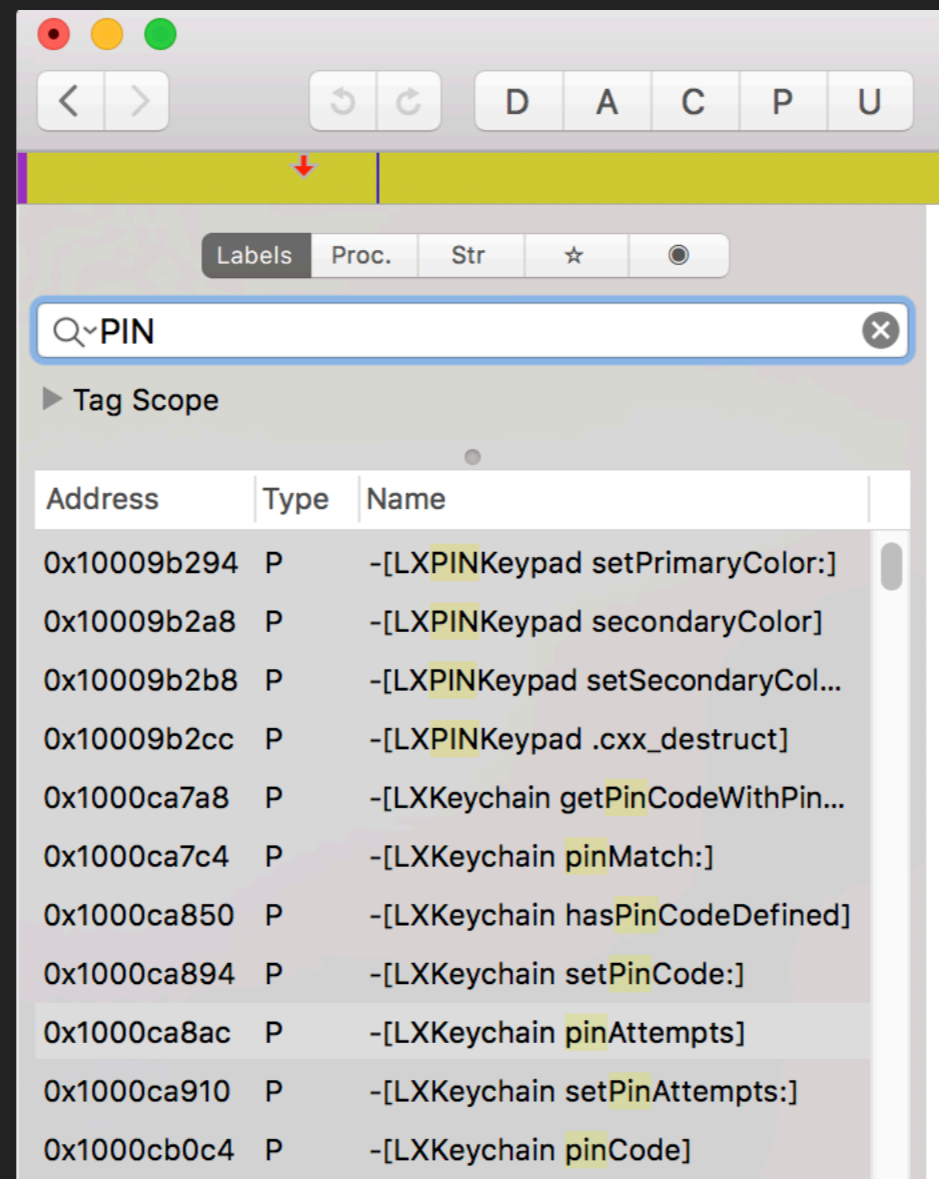 D A C P U
Labels Proc. Str
PIN
Tag Scope
Address Type Name
0x10009b294 P -[LXPINKeypad setPrimaryColor:]
0x10009b2a8 P -[LXPINKeypad secondaryColor]
0x10009b2b8 P -[LXPINKeypad setSecondaryCol...
0x10009b2cc P -[LXPINKeypad .cxx_destruct]
0x1000ca7a8 P -[LXKeychain getPinCodeWithPin...
0x1000ca7c4 P -[LXKeychain pinMatch:]
0x1000ca850 P -[LXKeychain hasPinCodeDefined]
0x1000ca894 P -[LXKeychain setPinCode:]
0x1000ca8ac P -[LXKeychain pinAttempts]
0x1000ca910 P -[LXKeychain setPinAttempts:]
0x1000cb0c4 P -[LXKeychain pinCode]